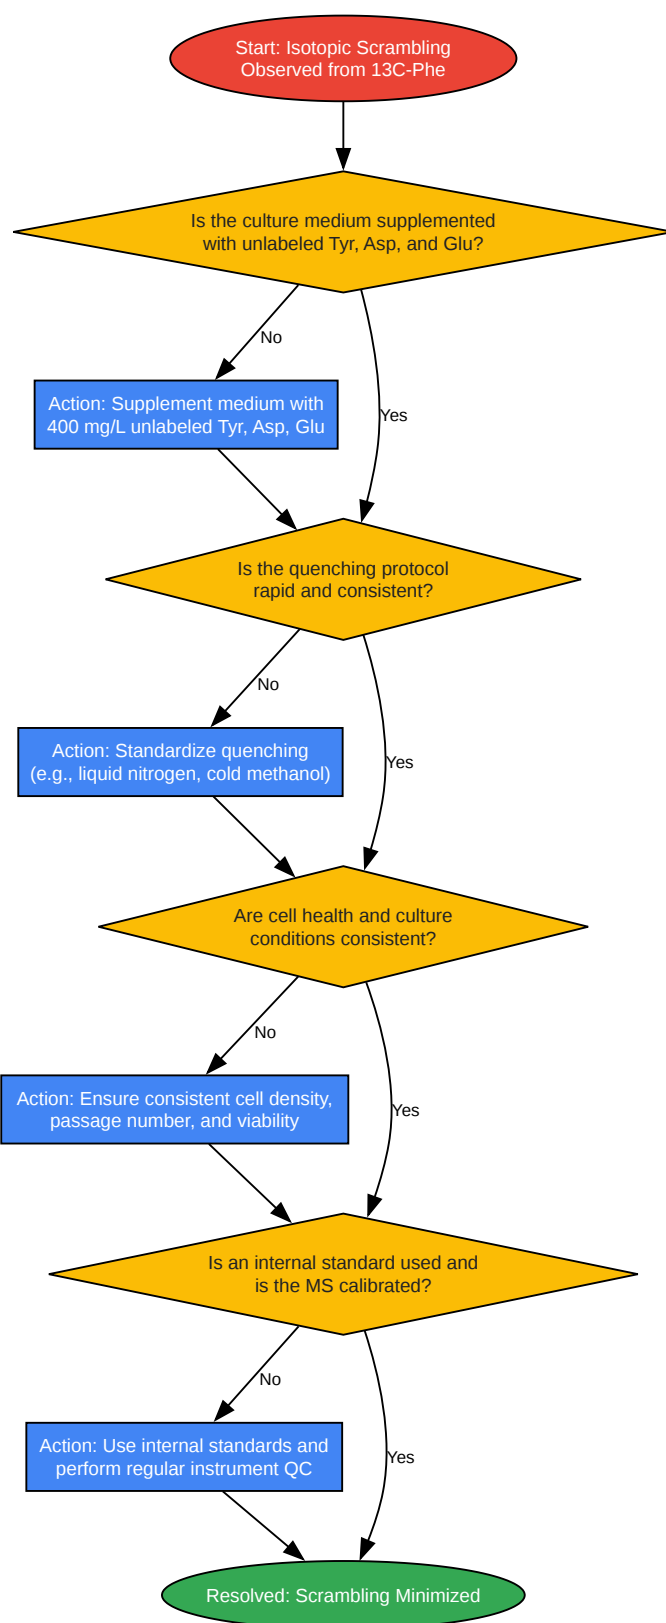 Start: Isotopic Scrambling
Observed from 13C-Phe
Is the culture medium supplemented
with unlabeled Tyr, Asp, and Glu?
No
Yes
Action: Supplement medium with
400 mg/L unlabeled Tyr, Asp, Glu
Is the quenching protocol
rapid and consistent?
No
Yes
Action: Standardize quenching
(e.g., liquid nitrogen, cold methanol)
Are cell health and culture
conditions consistent?
No
Yes
Action: Ensure consistent cell density,
passage number, and viability
Is an internal standard used and
is the MS calibrated?
No
Yes
Action: Use internal standards and
perform regular instrument QC
Resolved: Scrambling Minimized